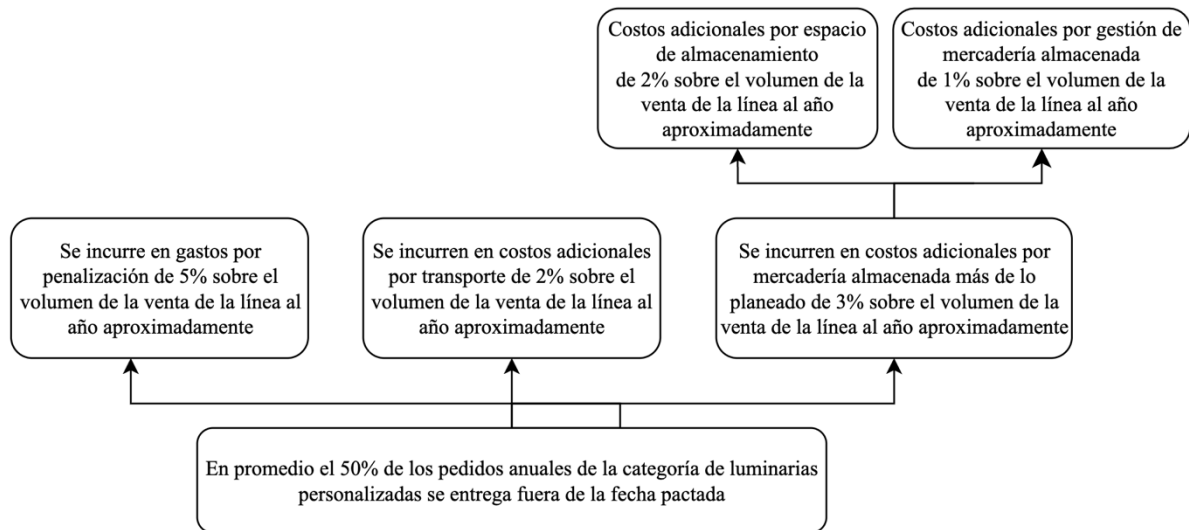 Costos adicionales por espacio
de almacenamiento
de 2% sobre el volumen de la
venta de la línea al año
aproximadamente
Costos adicionales por gestión de
mercadería almacenada
de 1% sobre el volumen de la
venta de la línea al año
aproximadamente
Se incurre en gastos por
penalización de 5% sobre el
volumen de la venta de la línea al
año aproximadamente
Se incurren en costos adicionales
por transporte de 2% sobre el
volumen de la venta de la línea al
año aproximadamente
Se incurren en costos adicionales por
mercadería almacenada más de lo
planeado de 3% sobre el volumen de la
venta de la línea al año aproximadamente
En promedio el 50% de los pedidos anuales de la categoría de luminarias
personalizadas se entrega fuera de la fecha pactada